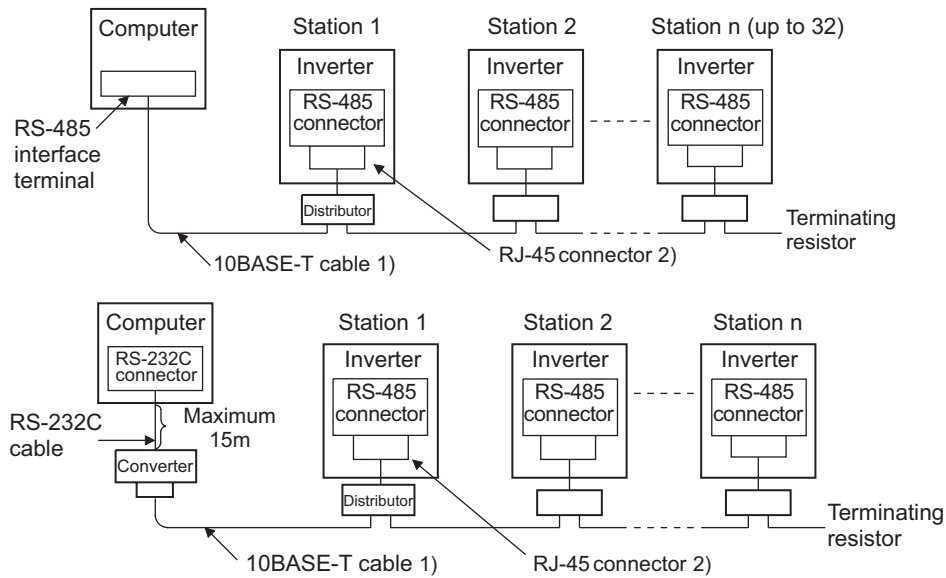 Computer
Station 1
Station 2
Station n (up to 32)
Inverter
Inverter
Inverter
RS-485
connector
RS-485
connector
RS-485
connector
RS-485
interface
terminal
Distributor
Terminating
resistor
10BASE-T cable 1)
RJ-45 connector 2)
Computer
Station 1
Station 2
Station n
RS-232C
connector
Inverter
Inverter
Inverter
RS-485
connector
RS-485
connector
RS-485
connector
RS-232C
cable
Maximum
15m
Converter
Distributor
Terminating
resistor
10BASE-T cable 1)
RJ-45 connector 2)